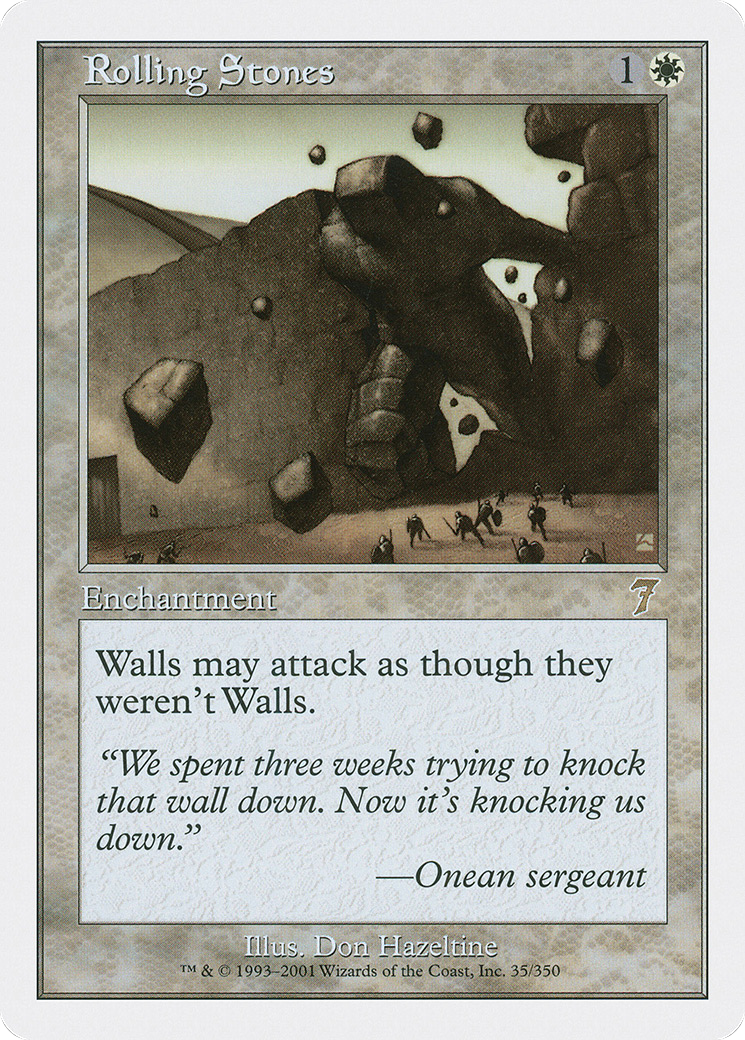 Rolling Stones 1
Enchantment 7
Walls may attack as though they
weren't Walls.
“We spent three weeks trying to knock
that wall down. Now it's knocking us
down.”
—Onean sergeant
Illus. Don Hazeltine
™ & © 1993–2001 Wizards of the Coast, Inc. 35/350